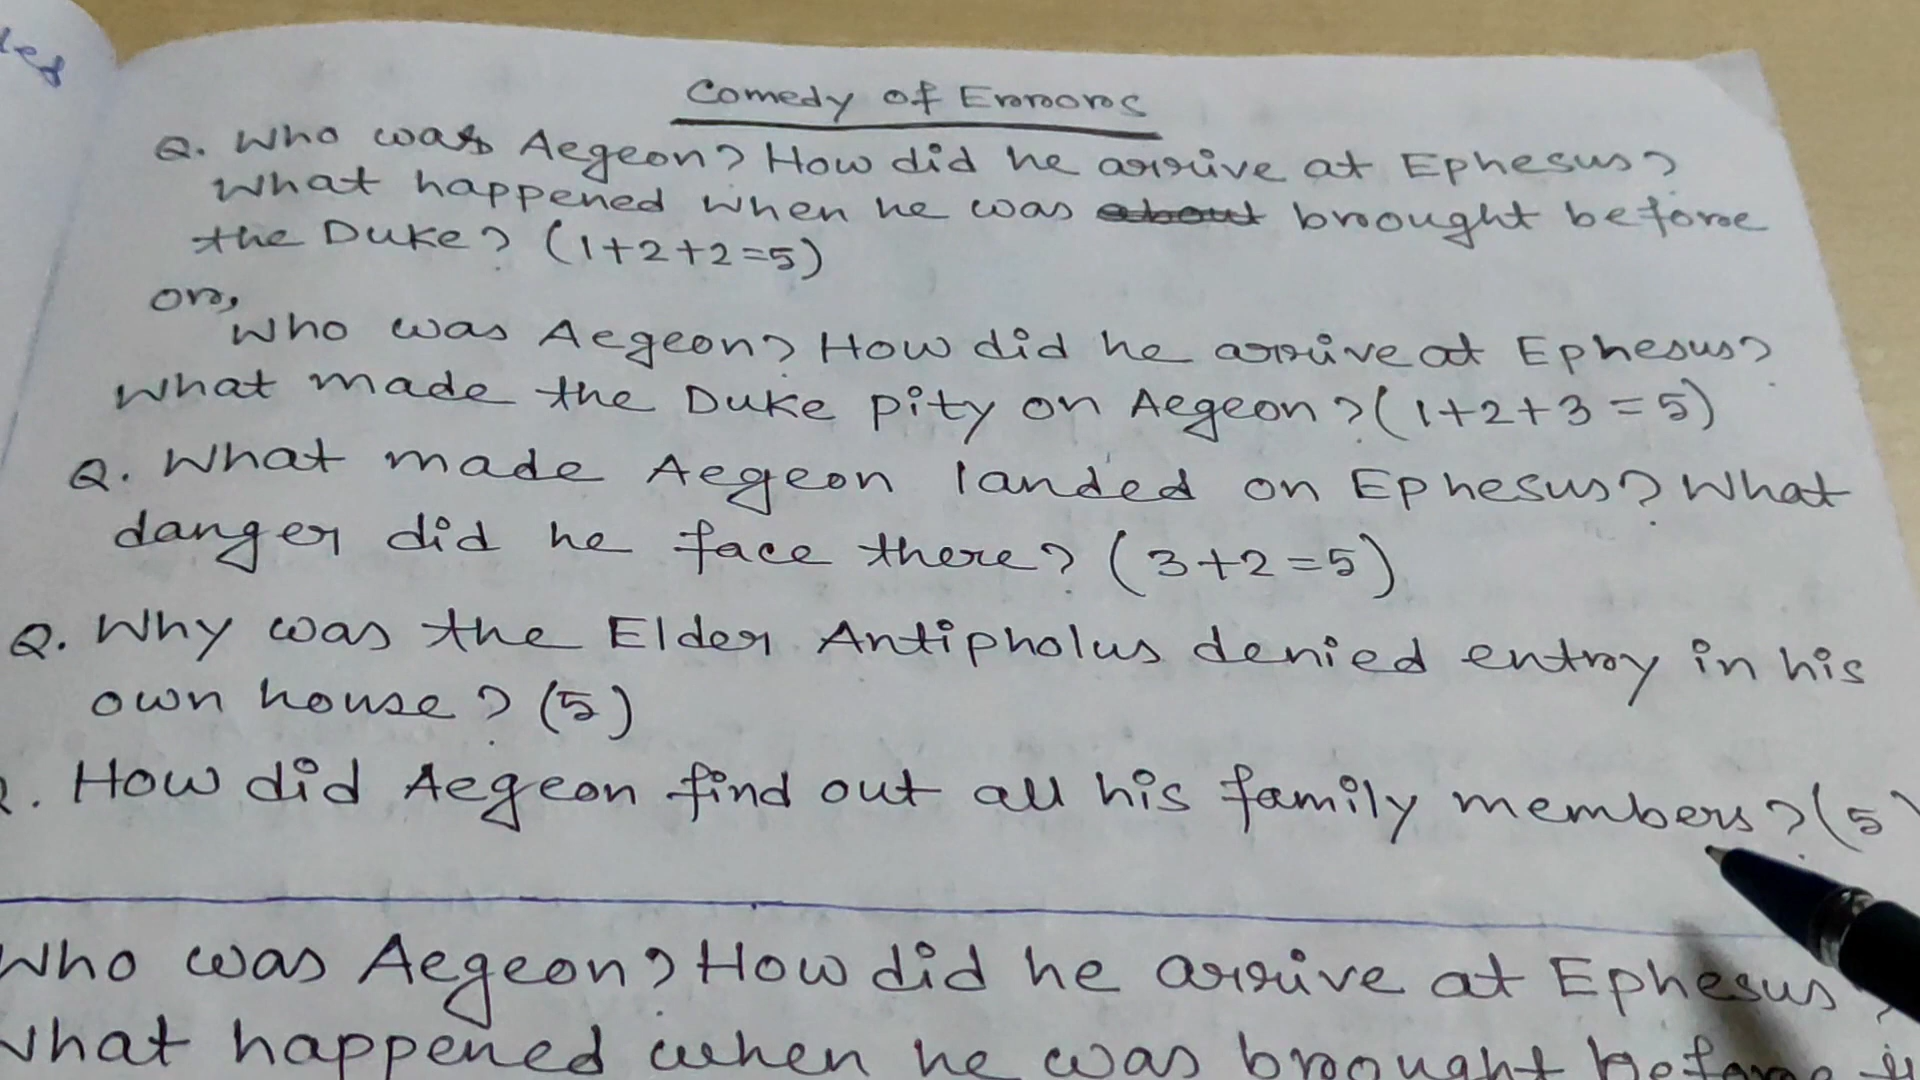 Comedy of Errors
Q. Who was Aegeon? How did he arrive at Ephesus?
What happened when he was about brought before
the Duke? (1+2+2=5)
or,
Who was Aegeon? How did he arrive at Ephesus?
What made the Duke pity on Aegeon? (1+2+3=5)
Q. What made Aegeon landed on Ephesus? What
danger did he face there? (3+2=5)
Q. Why was the Elder Antipholus denied entry in his
own house? (5)
. How did Aegeon find out all his family members? (5)
Who was Aegeon? How did he arrive at Ephesus?
What happened when he was brought before